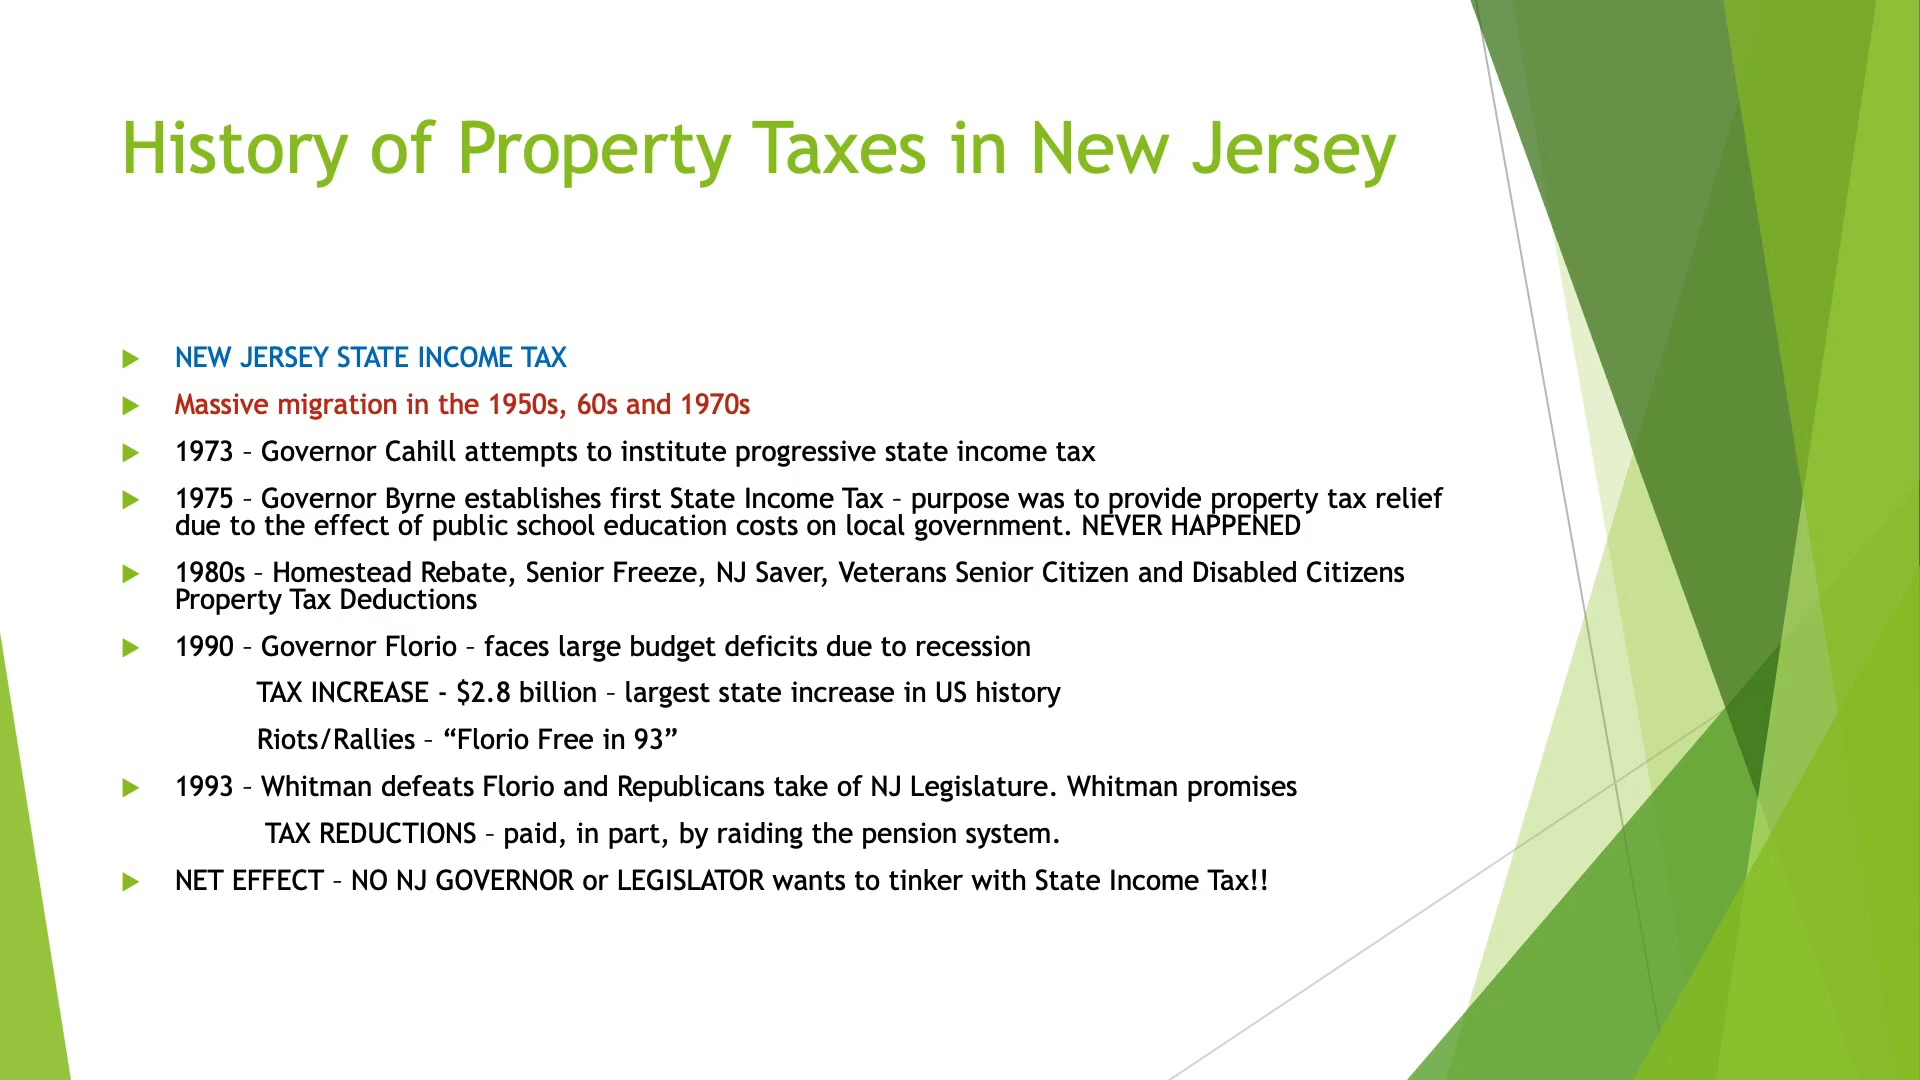 History of Property Taxes in New Jersey
NEW JERSEY STATE INCOME TAX
Massive migration in the 1950s, 60s and 1970s
1973 – Governor Cahill attempts to institute progressive state income tax
1975 – Governor Byrne establishes first State Income Tax – purpose was to provide property tax relief
due to the effect of public school education costs on local government. NEVER HAPPENED
1980s – Homestead Rebate, Senior Freeze, NJ Saver, Veterans Senior Citizen and Disabled Citizens
Property Tax Deductions
1990 – Governor Florio – faces large budget deficits due to recession
TAX INCREASE - $2.8 billion – largest state increase in US history
Riots/Rallies – “Florio Free in 93”
1993 – Whitman defeats Florio and Republicans take of NJ Legislature. Whitman promises
TAX REDUCTIONS – paid, in part, by raiding the pension system.
NET EFFECT – NO NJ GOVERNOR or LEGISLATOR wants to tinker with State Income Tax!!